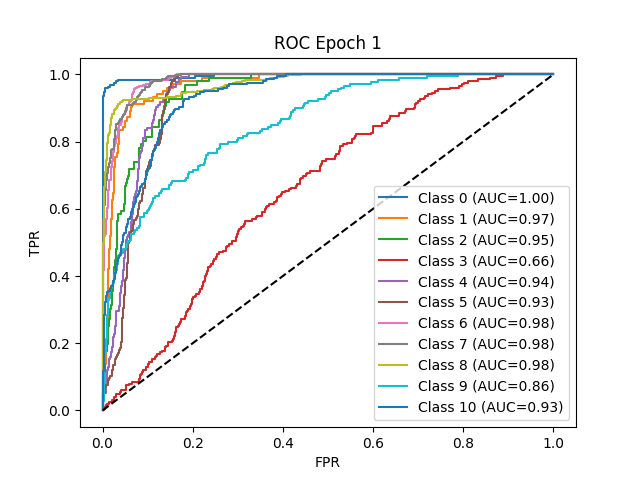 ROC Epoch 1
TPR
1.0
0.8
0.6
0.4
0.2
0.0
Class 0 (AUC=1.00)
Class 1 (AUC=0.97)
Class 2 (AUC=0.95)
Class 3 (AUC=0.66)
Class 4 (AUC=0.94)
Class 5 (AUC=0.93)
Class 6 (AUC=0.98)
Class 7 (AUC=0.98)
Class 8 (AUC=0.98)
Class 9 (AUC=0.86)
Class 10 (AUC=0.93)
0.0 0.2 0.4 0.6 0.8 1.0
FPR